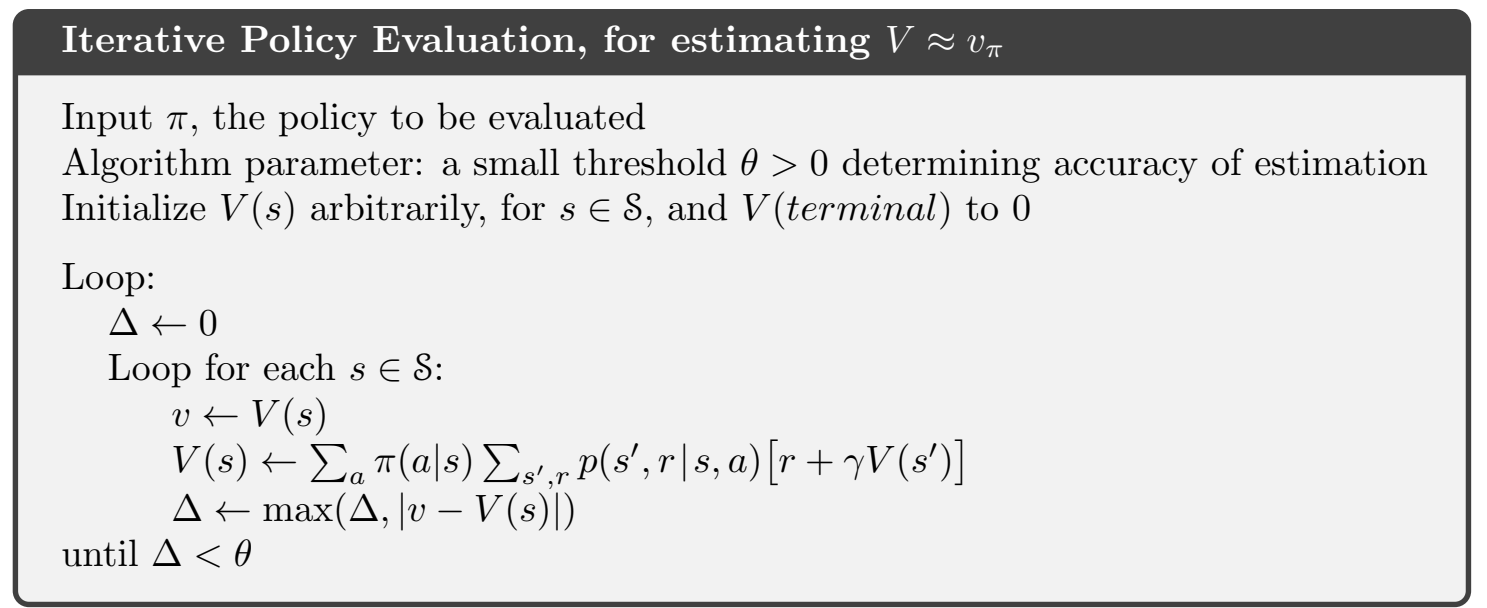 Iterative Policy Evaluation, for estimating V ≈ v_π
Input π, the policy to be evaluated
Algorithm parameter: a small threshold θ > 0 determining accuracy of estimation
Initialize V(s) arbitrarily, for s ∈ 𝒮, and V(terminal) to 0
Loop:
Δ ← 0
Loop for each s ∈ 𝒮:
v ← V(s)
V(s) ← ∑_a π(a|s) ∑_{s′,r} p(s′, r|s, a)[r + γV(s′)]
Δ ← max(Δ, |v − V(s)|)
until Δ < θ